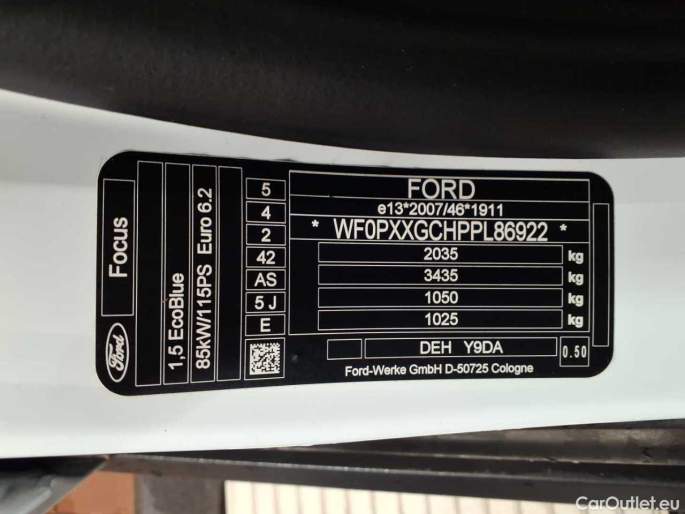 FORD
e13*2007/46*1911
* WF0PXXGCHPPL86922 *
2035 kg
3435 kg
1050 kg
1025 kg
DEH Y9DA
0.50
Ford-Werke GmbH D-50725 Cologne
5
4
2
42
AS
5 J
E
Focus
Ford
1,5 EcoBlue
85kW/115PS Euro 6.2
CarOutlet.eu